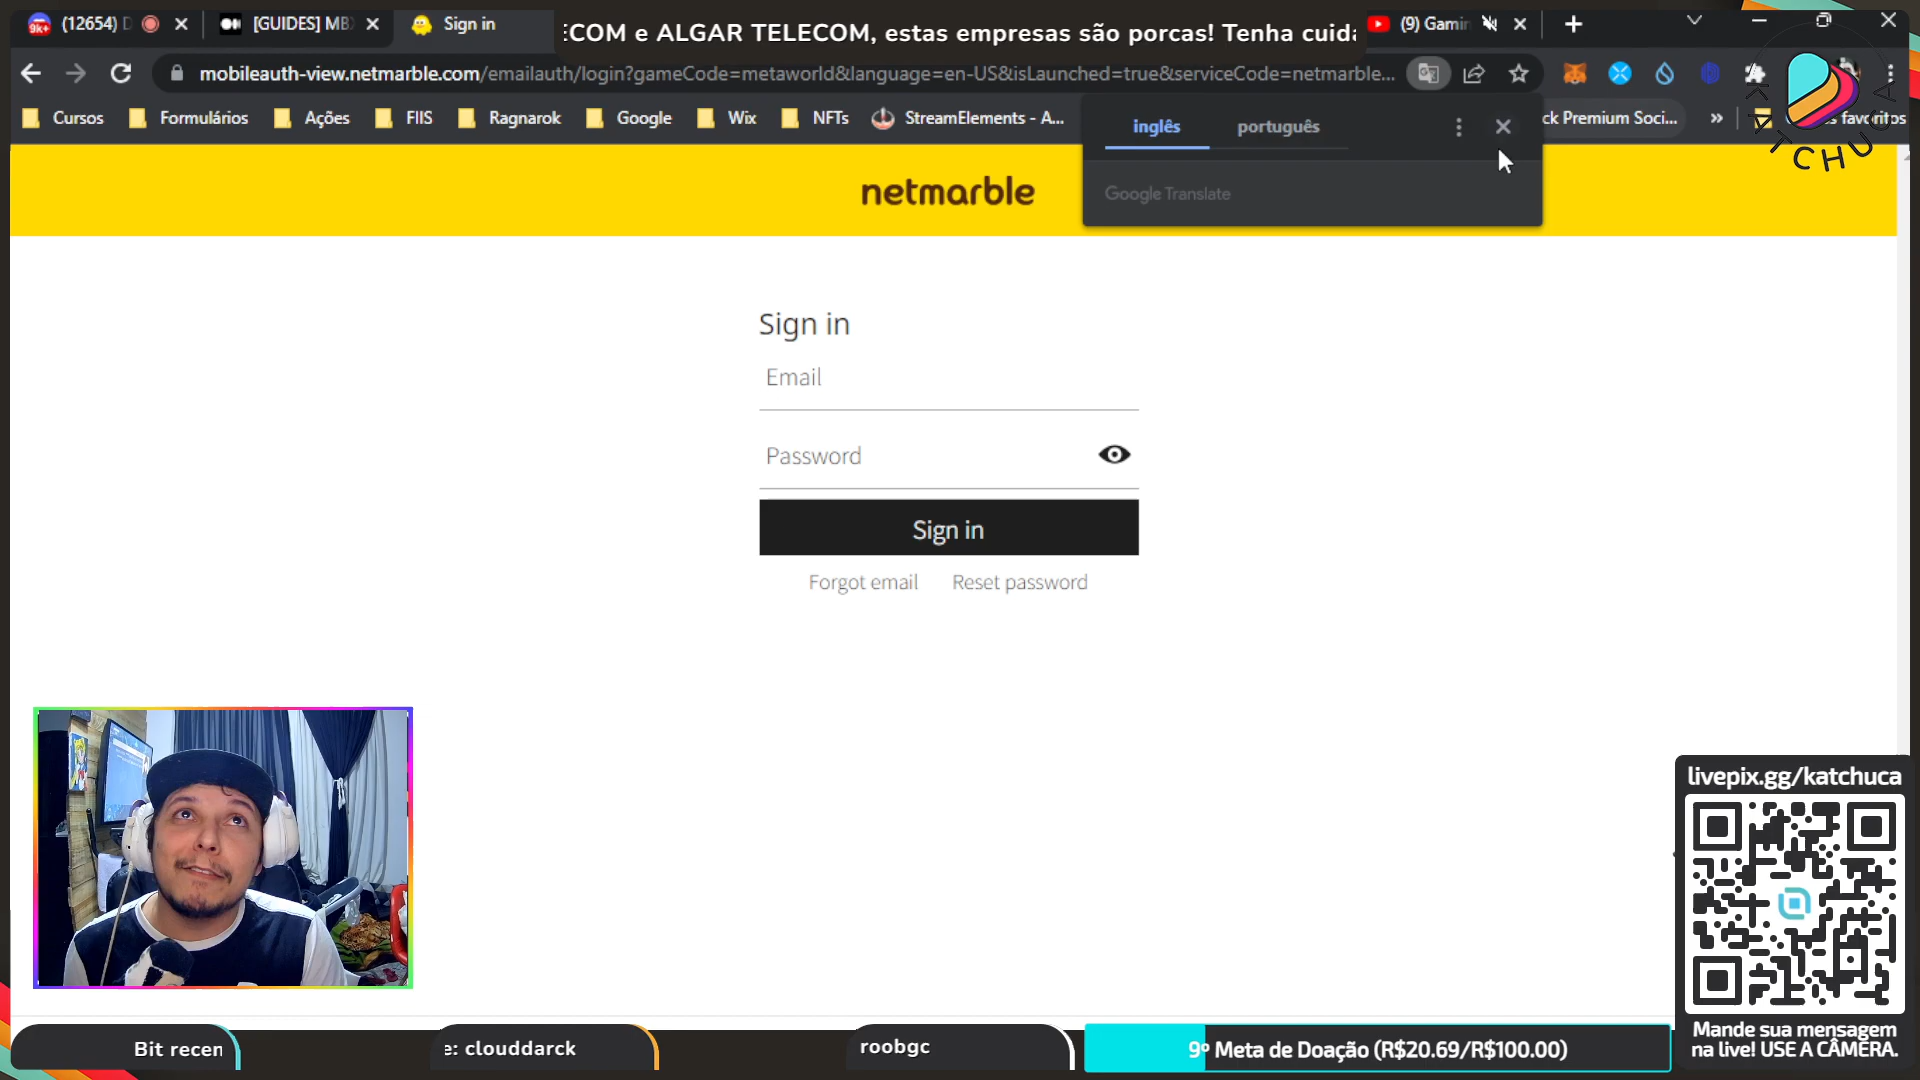 (12654) D
[GUIDES] MB
Sign in
ECOM e ALGAR TELECOM, estas empresas são porcas! Tenha cuida
(9) Gamin
mobileauth-view.netmarble.com/emailauth/login?gameCode=metaworld&language=en-US&isLaunched=true&serviceCode=netmarble...
Cursos
Formulários
Ações
FIIS
Ragnarok
Google
Wix
NFTs
StreamElements - A...
ck Premium Soci...
s favoritos
inglês
português
Google Translate
KATCHUCA
netmarble
Sign in
Email
Password
Sign in
Forgot email
Reset password
livepix.gg/katchuca
Mande sua mensagem
na live! USE A CÂMERA.
Bit recen
e: clouddarck
roobgc
9º Meta de Doação (R$20.69/R$100.00)